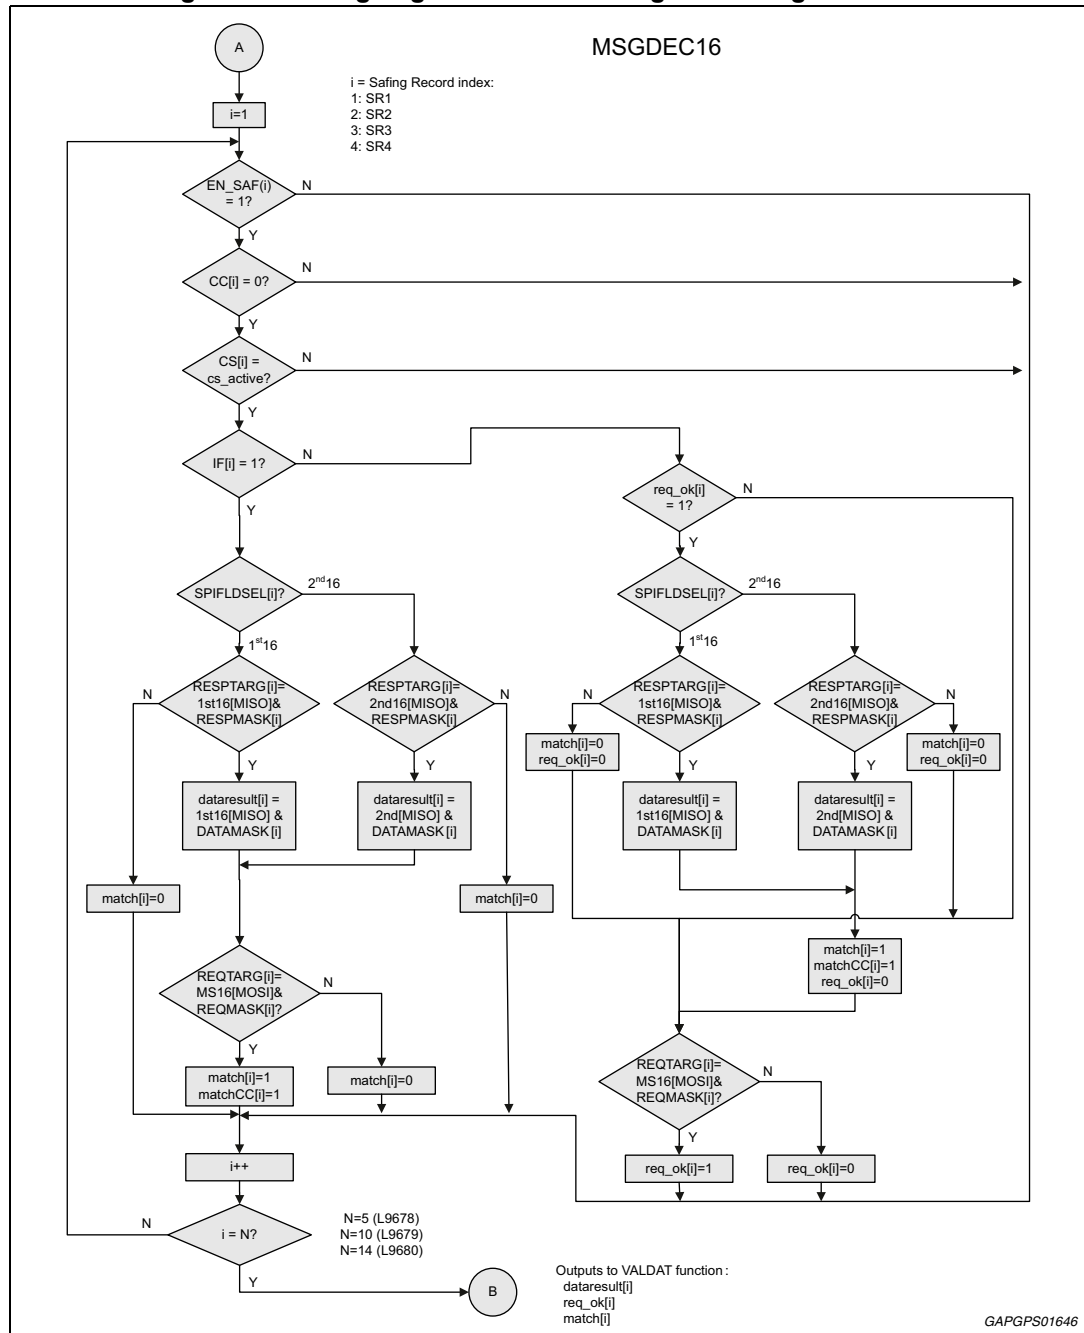 A
MSGDEC16
i = Safing Record index:
1: SR1
2: SR2
3: SR3
4: SR4
i=1
EN_SAF(i)
= 1?
N
Y
CC[i] = 0?
N
Y
CS[i] =
cs_active?
N
Y
IF[i] = 1?
N
Y
req_ok[i]
= 1?
N
Y
SPIFLDSEL[i]?
2nd16
1st16
SPIFLDSEL[i]?
2nd16
1st16
N
RESPTARG[i]=
1st16[MISO]&
RESPMASK[i]
Y
RESPTARG[i]=
2nd16[MISO]&
RESPMASK[i]
N
Y
N
RESPTARG[i]=
1st16[MISO]&
RESPMASK[i]
Y
RESPTARG[i]=
2nd16[MISO]&
RESPMASK[i]
N
Y
match[i]=0
req_ok[i]=0
match[i]=0
req_ok[i]=0
dataresult[i] =
1st16[MISO] &
DATAMASK[i]
dataresult[i] =
2nd[MISO] &
DATAMASK[i]
dataresult[i] =
1st16[MISO] &
DATAMASK[i]
dataresult[i] =
2nd[MISO] &
DATAMASK[i]
match[i]=0
match[i]=0
match[i]=1
matchCC[i]=1
req_ok[i]=0
REQTARG[i]=
MS16[MOSI]&
REQMASK[i]?
N
Y
match[i]=1
matchCC[i]=1
match[i]=0
REQTARG[i]=
MS16[MOSI]&
REQMASK[i]?
N
Y
req_ok[i]=1
req_ok[i]=0
i++
N
i = N?
Y
N=5 (L9678)
N=10 (L9679)
N=14 (L9680)
B
Outputs to VALDAT function :
dataresult[i]
req_ok[i]
match[i]
GAPGPS01646